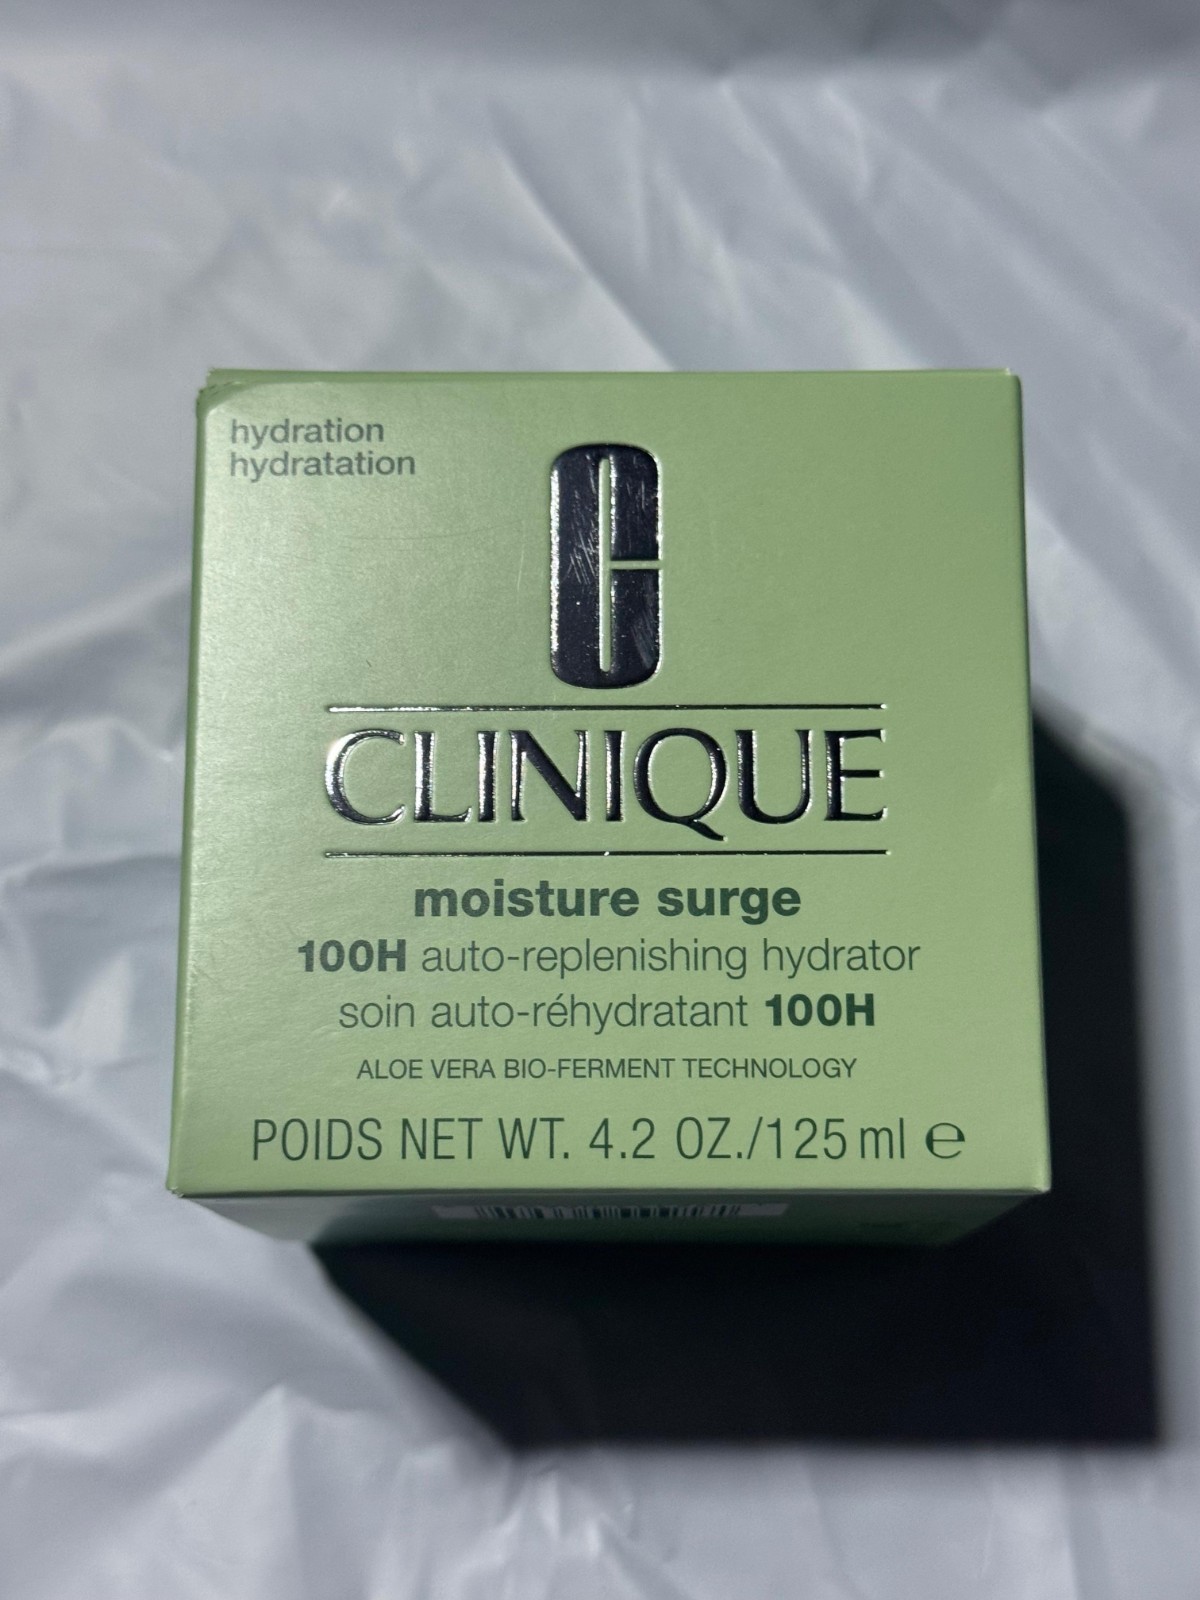 hydration
hydratation
C
CLINIQUE
moisture surge
100H auto-replenishing hydrator
soin auto-réhydratant 100H
ALOE VERA BIO-FERMENT TECHNOLOGY
POIDS NET WT. 4.2 OZ./125 ml ℮